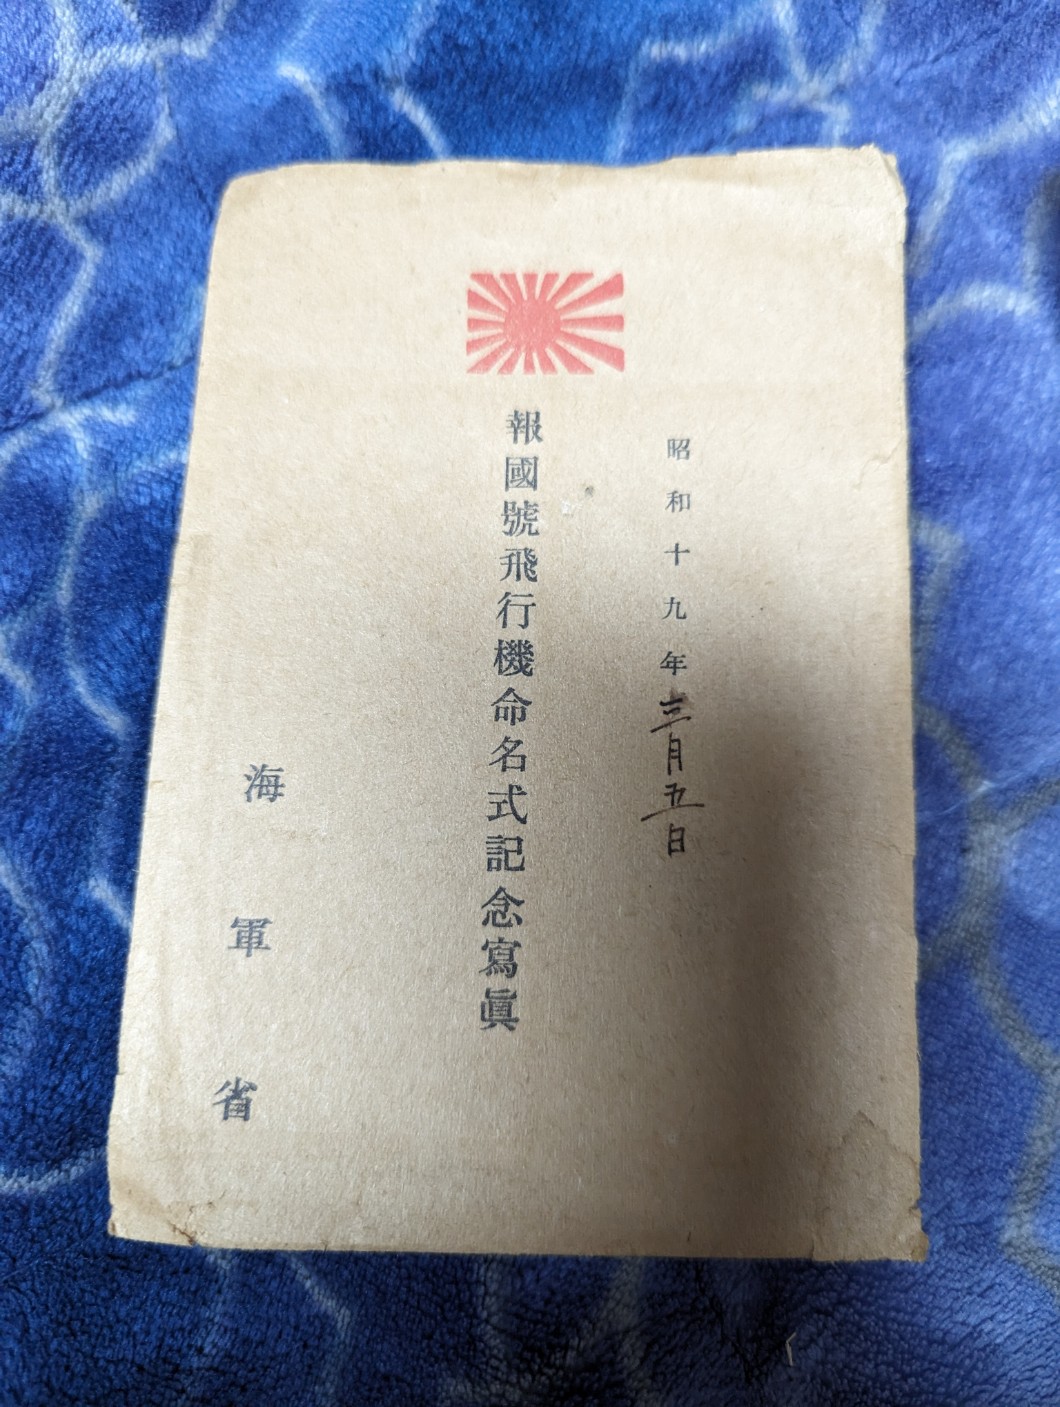 昭和十九年三月五日
報國號飛行機命名式記念寫眞
海軍省